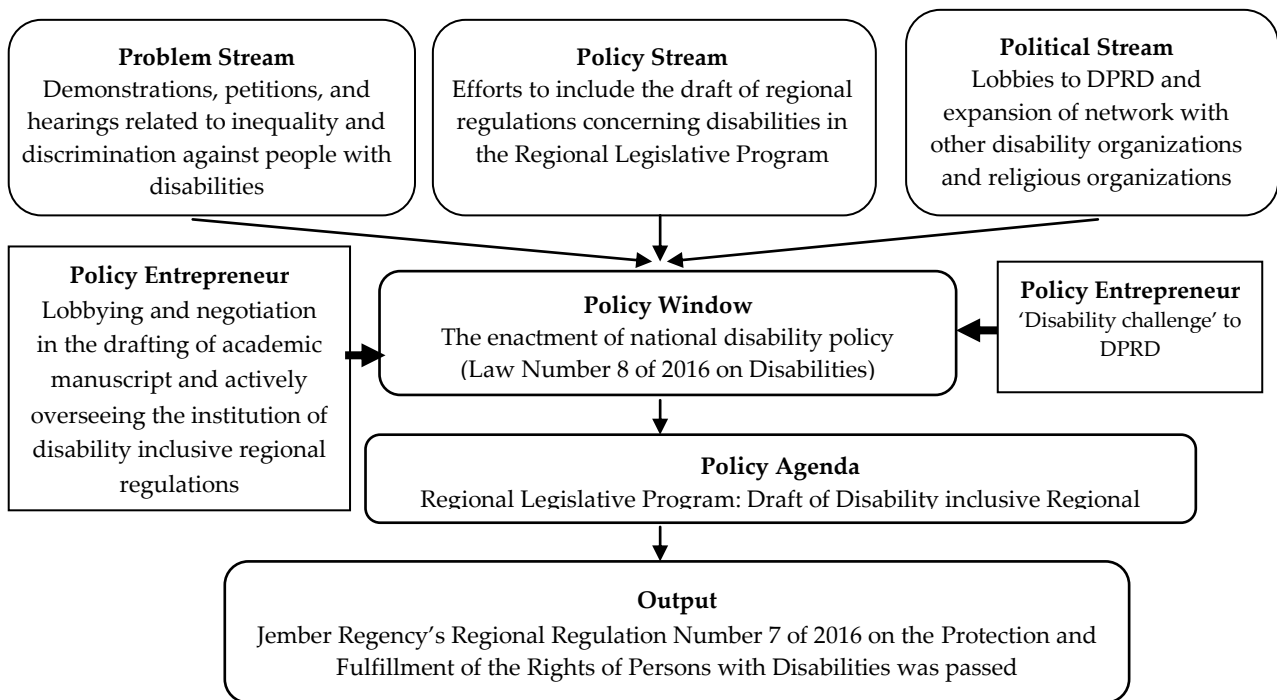 Problem Stream
Demonstrations, petitions, and
hearings related to inequality and
discrimination against people with
disabilities
Policy Stream
Efforts to include the draft of regional
regulations concerning disabilities in
the Regional Legislative Program
Political Stream
Lobbies to DPRD and
expansion of network with
other disability organizations
and religious organizations
Policy Entrepreneur
Lobbying and negotiation
in the drafting of academic
manuscript and actively
overseeing the institution of
disability inclusive regional
regulations
Policy Window
The enactment of national disability policy
(Law Number 8 of 2016 on Disabilities)
Policy Entrepreneur
‘Disability challenge’ to
DPRD
Policy Agenda
Regional Legislative Program: Draft of Disability inclusive Regional
Output
Jember Regency’s Regional Regulation Number 7 of 2016 on the Protection and
Fulfillment of the Rights of Persons with Disabilities was passed